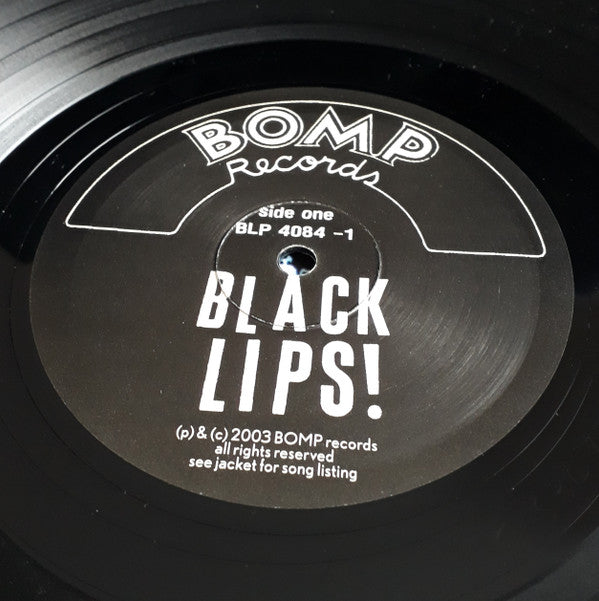 BOMP
Records
side one
BLP 4084 -1
BLACK
LIPS!
(p) & (c) 2003 BOMP records
all rights reserved
see jacket for song listing